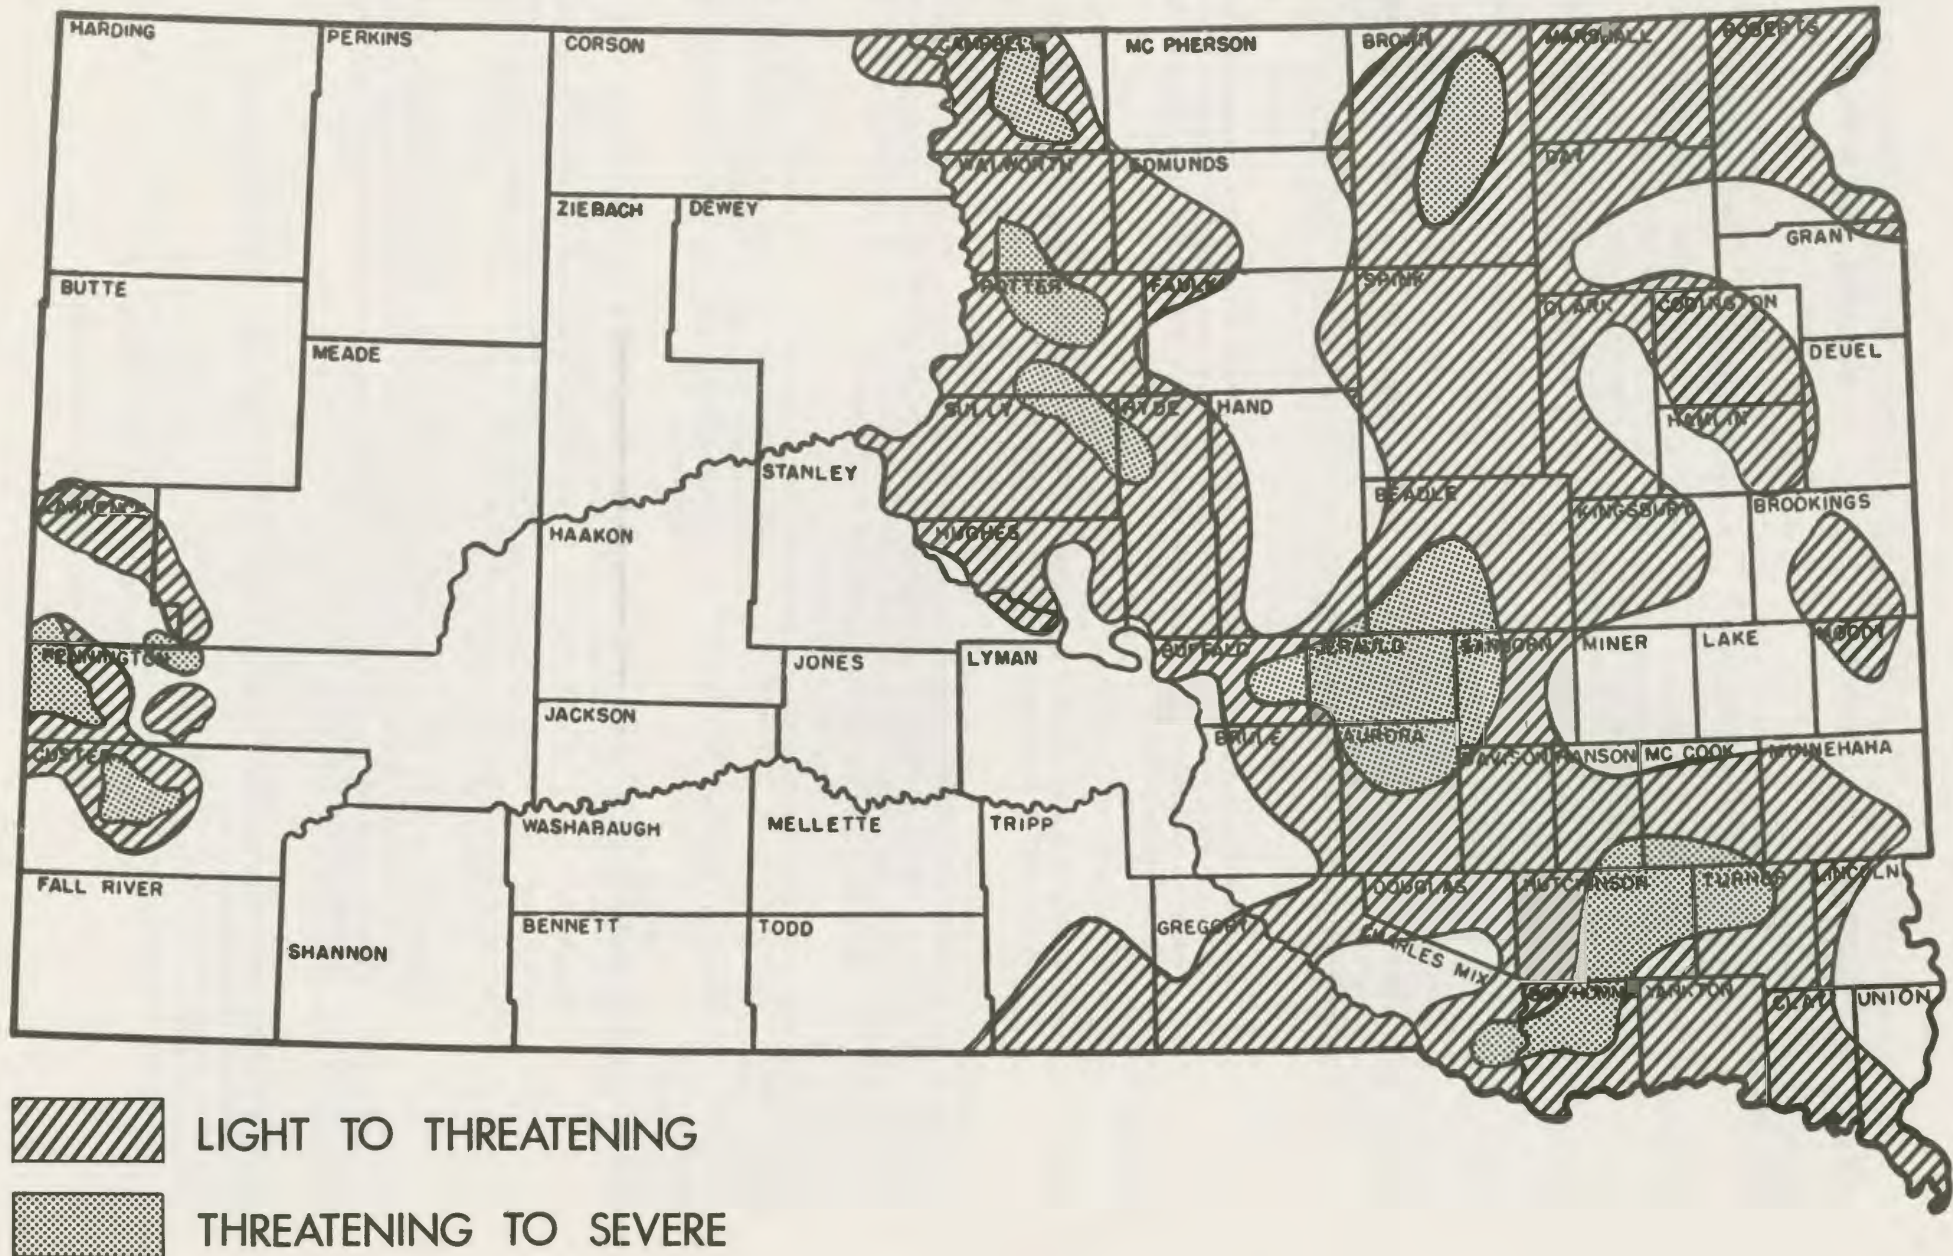 HARDING
PERKINS
CORSON
CAMPBELL
MC PHERSON
BROWN
MARSHALL
ROBERTS
WALWORTH
EDMUNDS
DAY
ZIEBACH
DEWEY
GRANT
BUTTE
POTTER
FAULK
SPINK
CLARK
CODINGTON
MEADE
DEUEL
SULLY
HYDE
HAND
HAMLIN
STANLEY
BEADLE
KINGSBURY
BROOKINGS
HAAKON
HUGHES
PENNINGTON
JONES
LYMAN
BUFFALO
JERAULD
SANBORN
MINER
LAKE
MOODY
JACKSON
CUSTER
BRULE
AURORA
DAVISON
HANSON
MC COOK
MINNEHAHA
WASHABAUGH
MELLETTE
TRIPP
FALL RIVER
DOUGLAS
HUTCHINSON
TURNER
LINCOLN
SHANNON
BENNETT
TODD
GREGORY
CHARLES MIX
YANKTON
CLAY
UNION
LIGHT TO THREATENING
THREATENING TO SEVERE